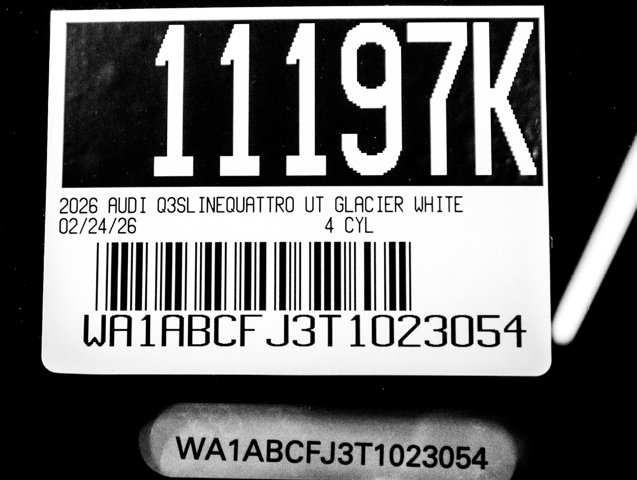 11197K
2026 AUDI Q3SLINEQUATTRO UT GLACIER WHITE
02/24/26 4 CYL
WA1ABCFJ3T1023054
WA1ABCFJ3T1023054